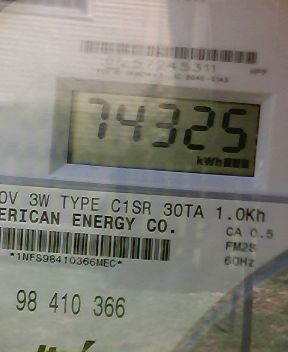 57245311
74325
kWh
0V 3W TYPE C1SR 30TA 1.0Kh
ERICAN ENERGY CO.
CA 0.5
*1NFS98410366MEC*
FM2S
60Hz
98 410 366